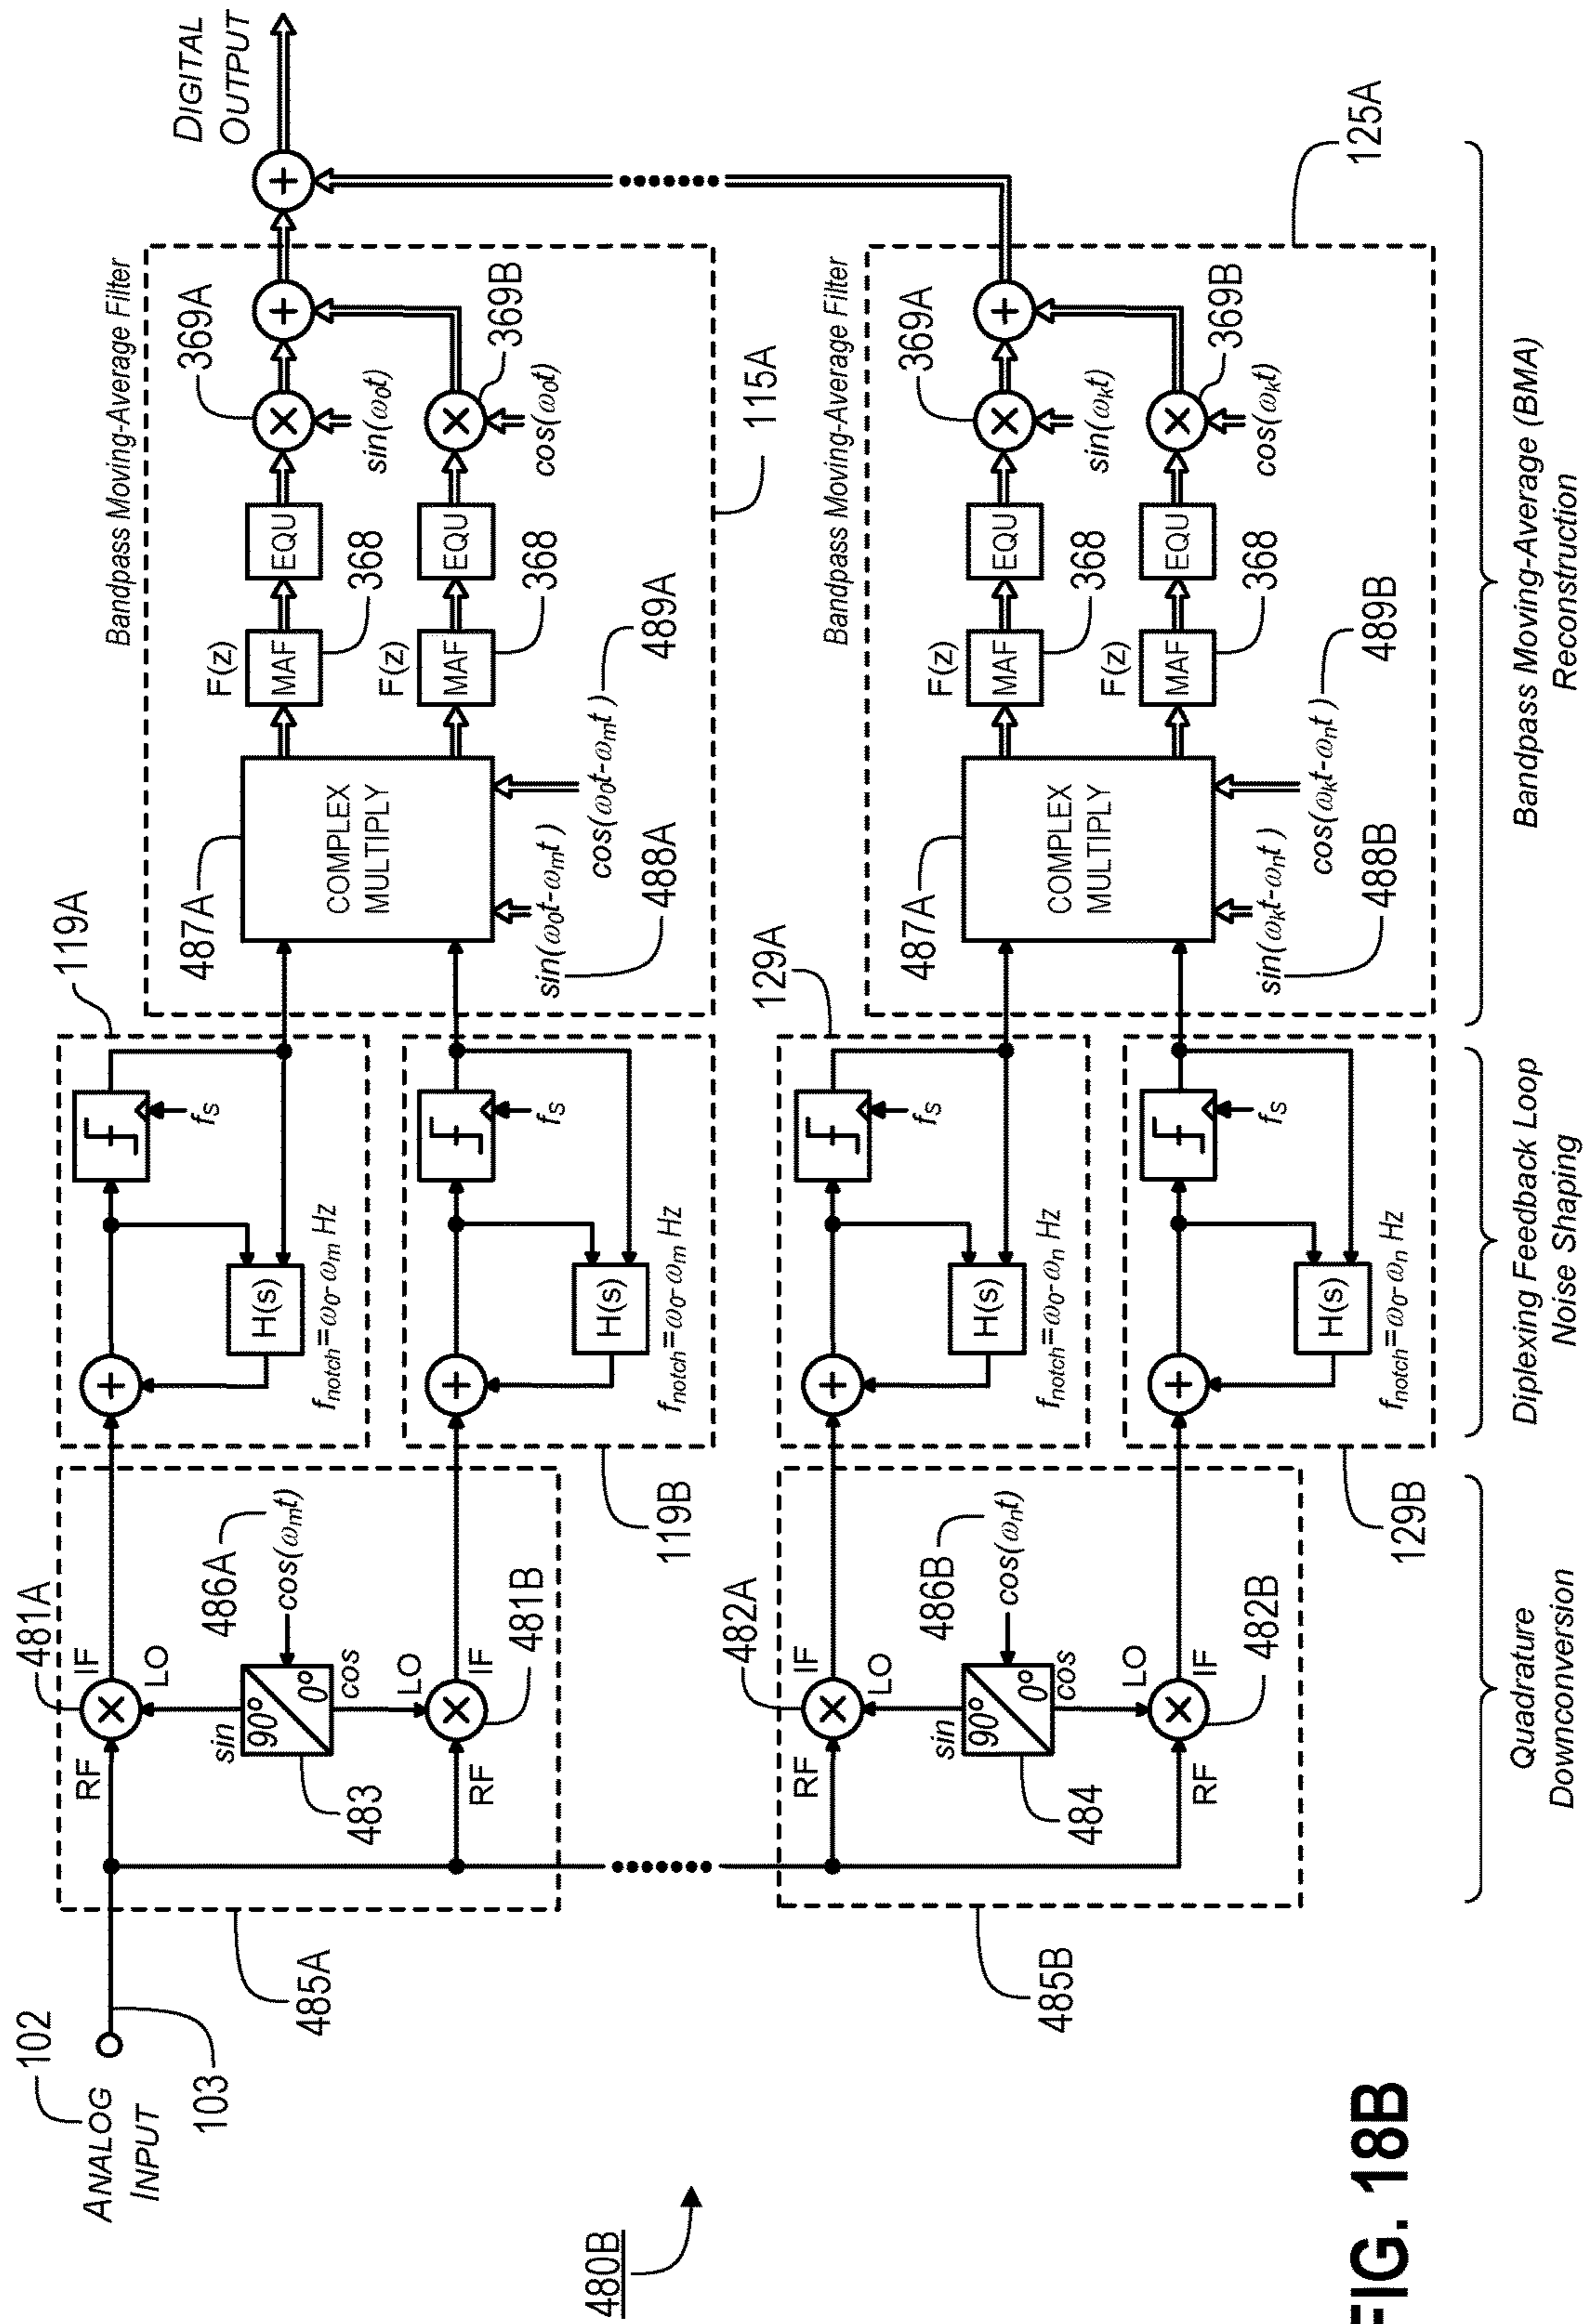 102
ANALOG
INPUT
103
485A
RF
481A
IF
LO
sin
90°
0°
cos
483
486A
cos(ωmt)
LO
RF
IF
481B
119A
fS
H(s)
fnotch=ω0-ωm Hz
fS
H(s)
fnotch=ω0-ωm Hz
119B
Bandpass Moving-Average Filter
487A
COMPLEX
MULTIPLY
sin(ω0t-ωmt)
488A
cos(ω0t-ωmt)
489A
F(z)
MAF
368
EQU
F(z)
MAF
368
EQU
369A
sin(ω0t)
369B
cos(ω0t)
115A
DIGITAL
OUTPUT
485B
RF
482A
IF
LO
sin
90°
0°
cos
484
486B
cos(ωnt)
LO
RF
IF
482B
129A
fS
H(s)
fnotch=ω0-ωn Hz
fS
H(s)
fnotch=ω0-ωn Hz
129B
Bandpass Moving-Average Filter
487A
COMPLEX
MULTIPLY
sin(ωkt-ωnt)
488B
cos(ωkt-ωnt)
489B
F(z)
MAF
368
EQU
F(z)
MAF
368
EQU
369A
sin(ωkt)
369B
cos(ωkt)
125A
Quadrature
Downconversion
Diplexing Feedback Loop
Noise Shaping
Bandpass Moving-Average (BMA)
Reconstruction
480B
FIG. 18B